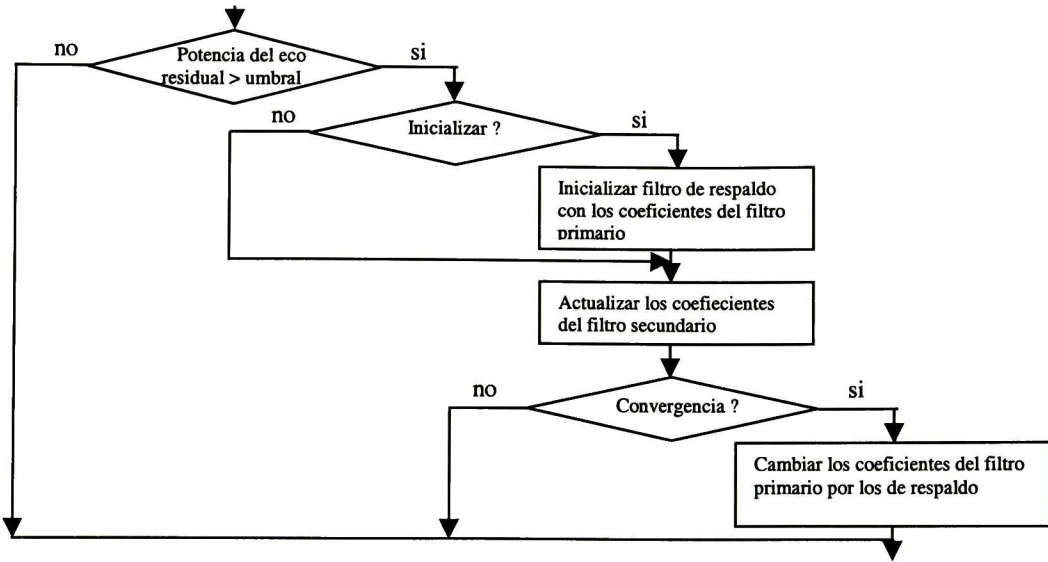 no
Potencia del eco
residual > umbral
si
no
Inicializar ?
si
Inicializar filtro de respaldo
con los coeficientes del filtro
primario
Actualizar los coefiecientes
del filtro secundario
no
Convergencia ?
si
Cambiar los coeficientes del filtro
primario por los de respaldo